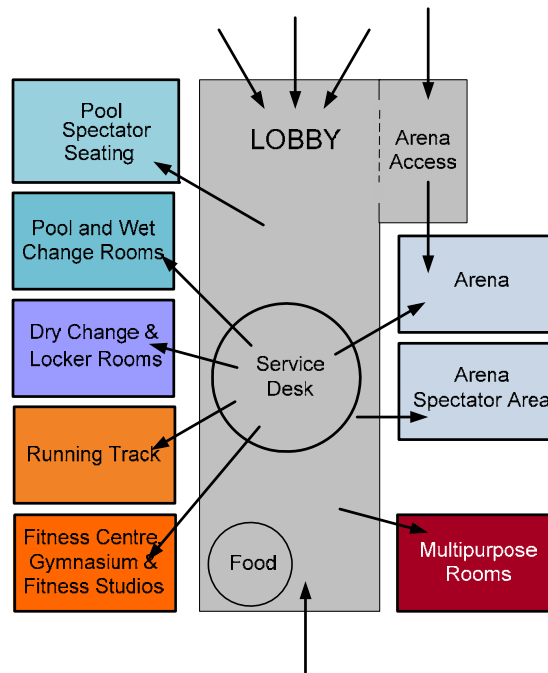 Pool
Spectator
Seating
LOBBY
Arena
Access
Pool and Wet
Change Rooms
Arena
Dry Change &
Locker Rooms
Service
Desk
Arena
Spectator Area
Running Track
Fitness Centre,
Gymnasium &
Fitness Studios
Food
Multipurpose
Rooms